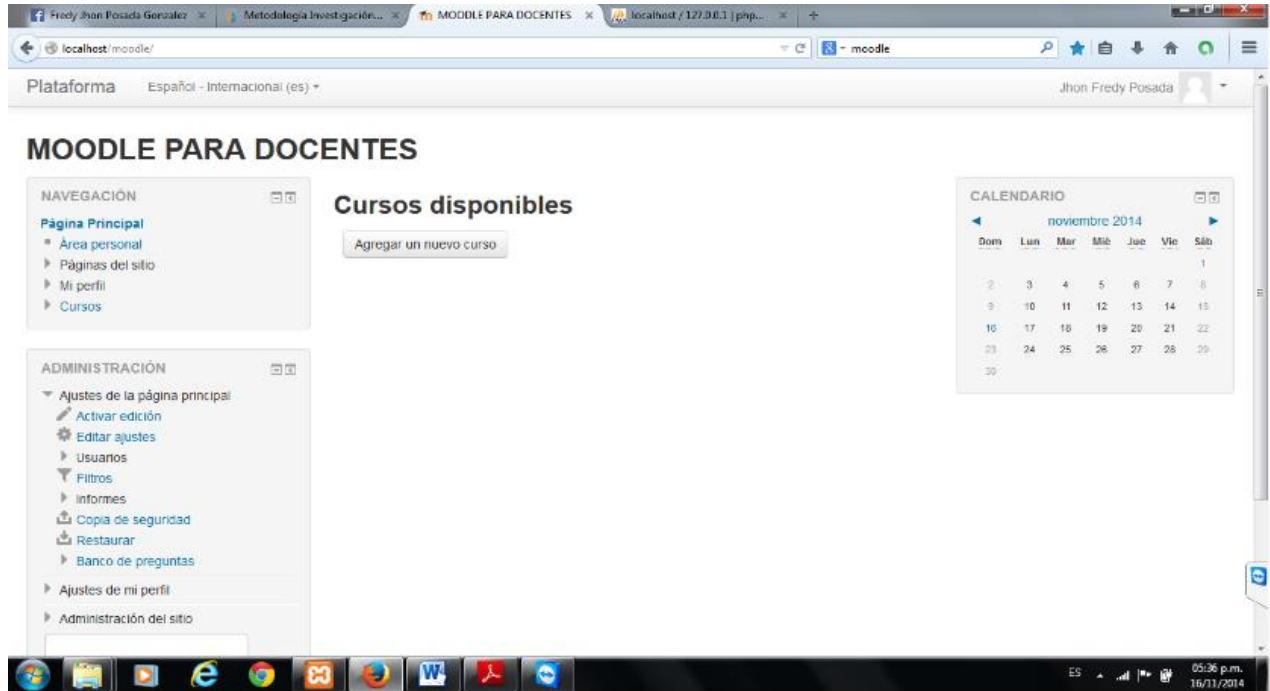 Fredy Jhon Posada Gonzalez
Metodología Investigación...
MOODLE PARA DOCENTES
localhost / 127.0.0.1 | php...
localhost/moodle/
moodle
Plataforma
Español - Internacional (es)
Jhon Fredy Posada
MOODLE PARA DOCENTES
NAVEGACIÓN
Página Principal
Área personal
Páginas del sitio
Mi perfil
Cursos
ADMINISTRACIÓN
Ajustes de la página principal
Activar edición
Editar ajustes
Usuarios
Filtros
Informes
Copia de seguridad
Restaurar
Banco de preguntas
Ajustes de mi perfil
Administración del sitio
Cursos disponibles
Agregar un nuevo curso
CALENDARIO
noviembre 2014
Dom Lun Mar Mié Jue Vie Sáb
1
2 3 4 5 6 7 8
9 10 11 12 13 14 15
16 17 18 19 20 21 22
23 24 25 26 27 28 29
30
ES
05:36 p.m.
16/11/2014